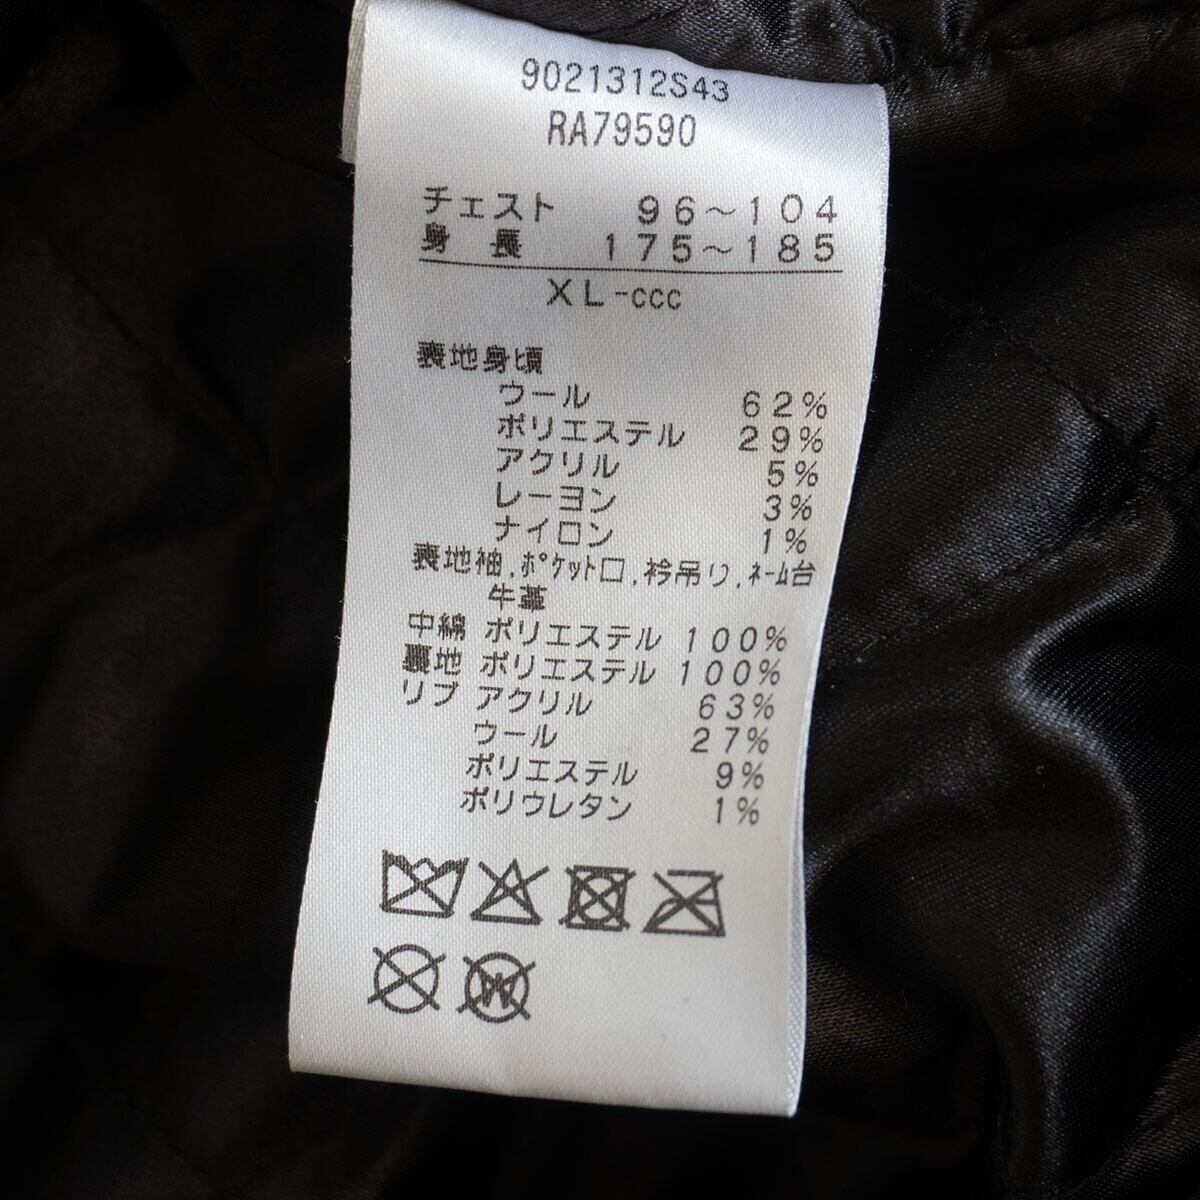 9021312S43
RA79590
チェスト 96～104
身 長 175～185
XL-ccc
表地身頃
ウール 62%
ポリエステル 29%
アクリル 5%
レーヨン 3%
ナイロン 1%
表地袖,ﾎﾟｹｯﾄ口,衿吊り,ﾈｰﾑ台
牛革
中綿 ポリエステル 100%
裏地 ポリエステル 100%
リブ アクリル 63%
ウール 27%
ポリエステル 9%
ポリウレタン 1%
W